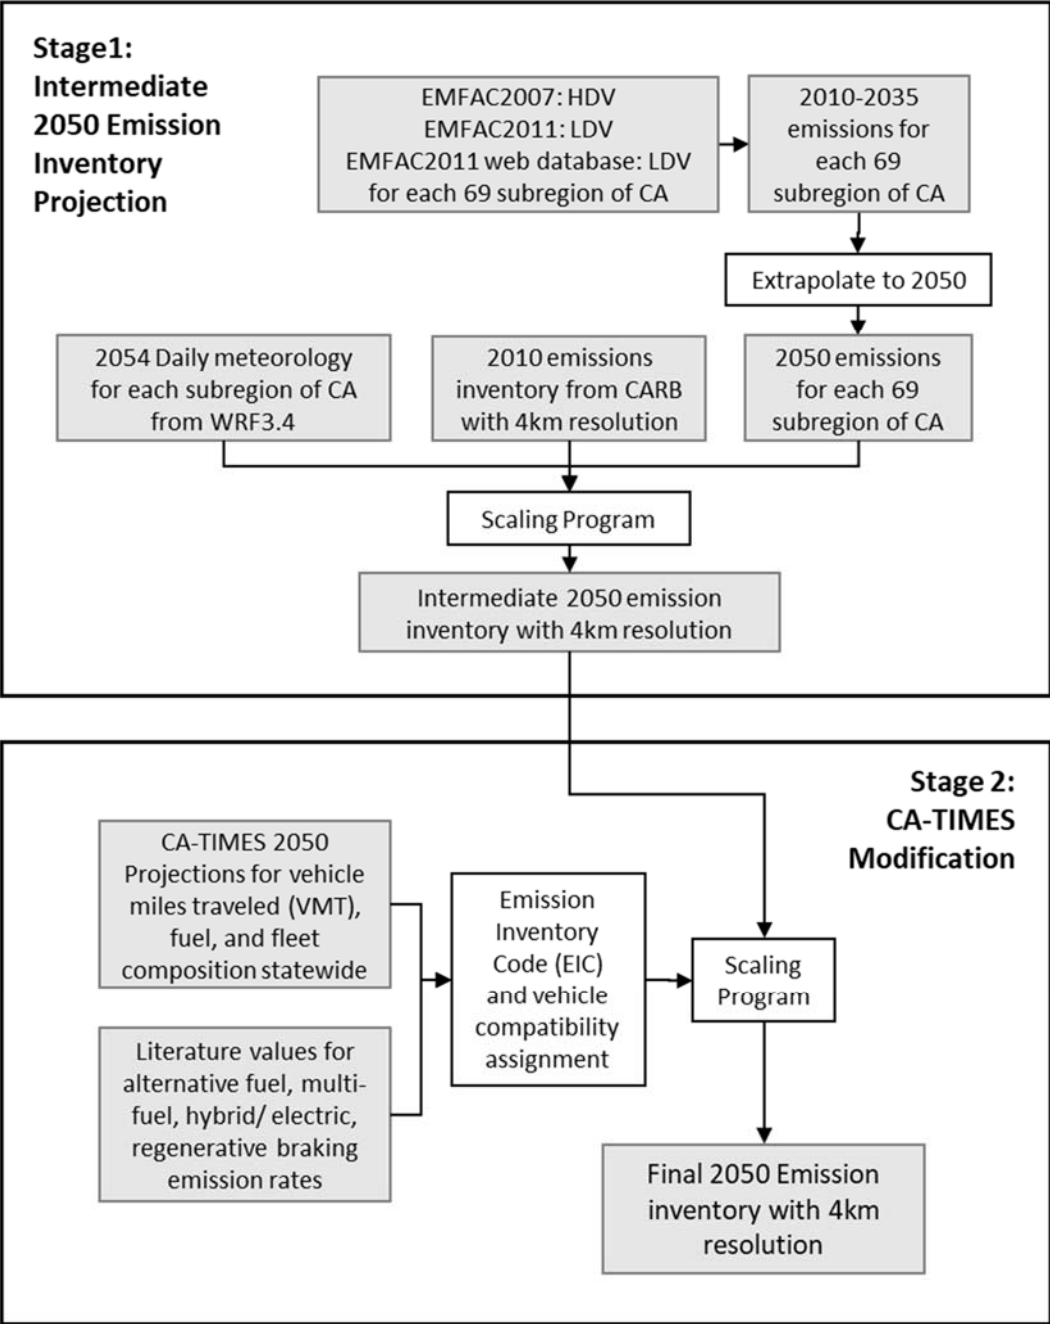 Stage1:
Intermediate
2050 Emission
Inventory
Projection
EMFAC2007: HDV
EMFAC2011: LDV
EMFAC2011 web database: LDV
for each 69 subregion of CA
2010-2035
emissions for
each 69
subregion of CA
Extrapolate to 2050
2054 Daily meteorology
for each subregion of CA
from WRF3.4
2010 emissions
inventory from CARB
with 4km resolution
2050 emissions
for each 69
subregion of CA
Scaling Program
Intermediate 2050 emission
inventory with 4km resolution
Stage 2:
CA-TIMES
Modification
CA-TIMES 2050
Projections for vehicle
miles traveled (VMT),
fuel, and fleet
composition statewide
Literature values for
alternative fuel, multi-
fuel, hybrid/ electric,
regenerative braking
emission rates
Emission
Inventory
Code (EIC)
and vehicle
compatibility
assignment
Scaling
Program
Final 2050 Emission
inventory with 4km
resolution